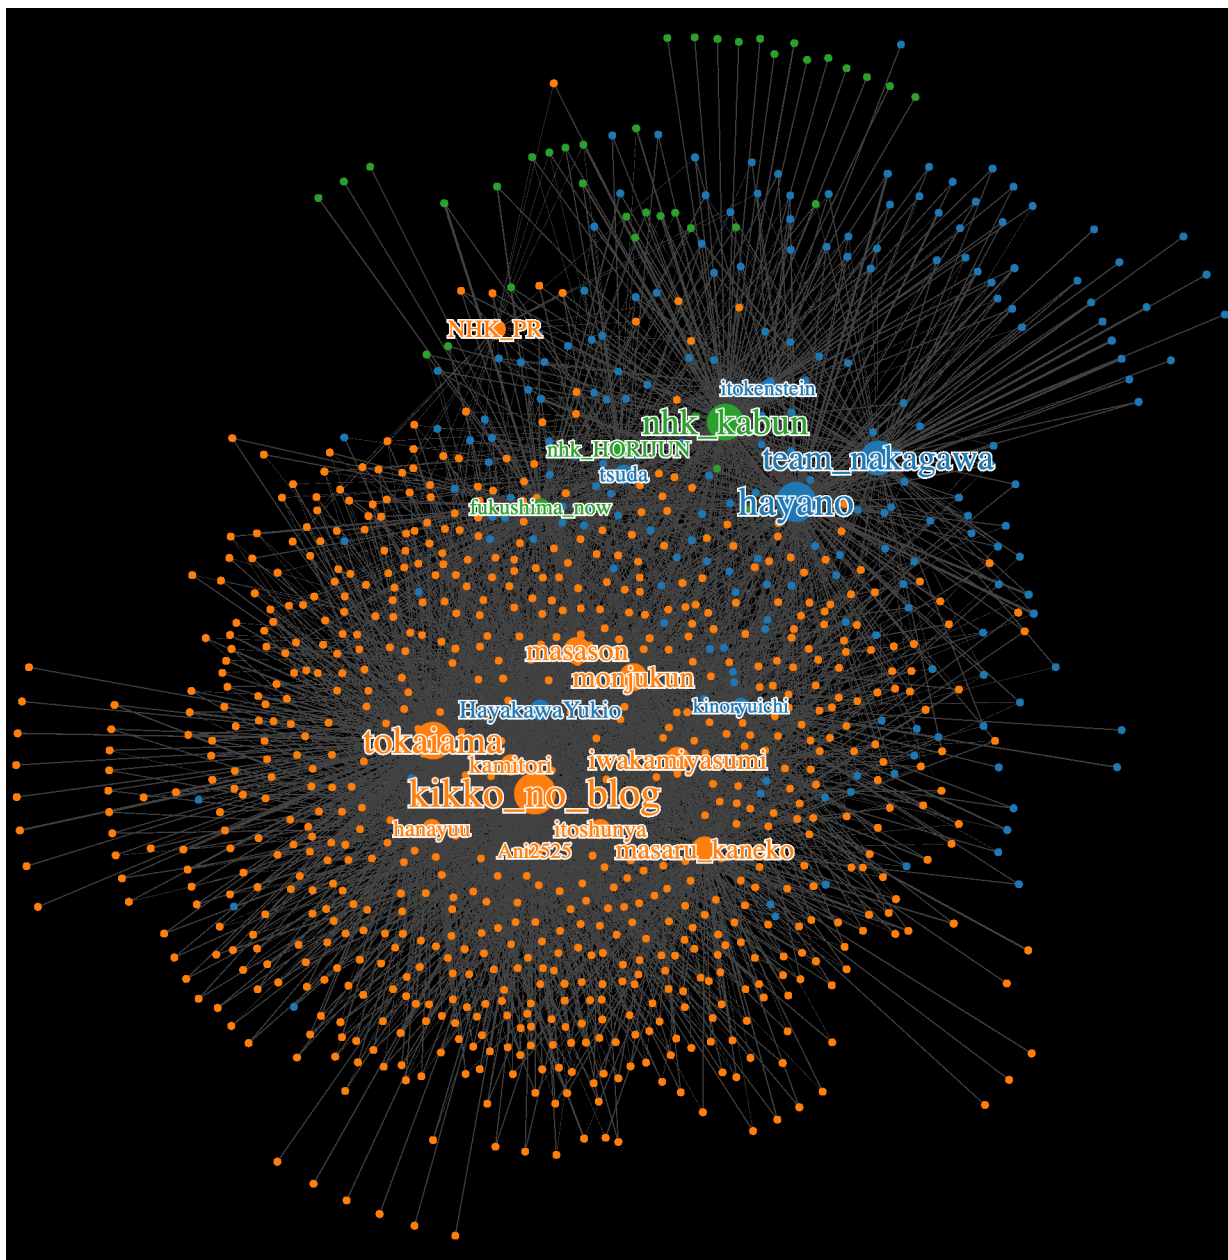 NHK_PR
itokenstein
nhk_kabun
nhk_HORIJUN
team_nakagawa
tsuda
hayano
fukushima_now
masason
monjukun
HayakawaYukio
kinoryuichi
tokaiama
kamitori
iwakamiyasumi
kikko_no_blog
hanayuu
itoshunya
Ani2525
masaru_kaneko